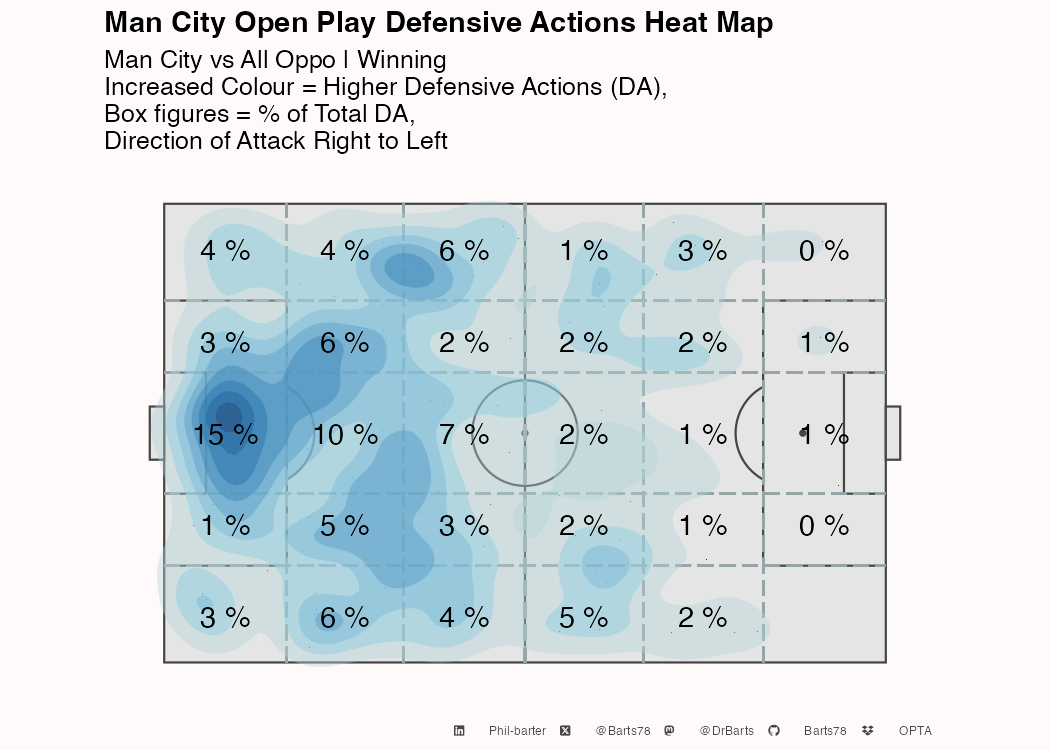 Man City Open Play Defensive Actions Heat Map
Man City vs All Oppo | Winning
Increased Colour = Higher Defensive Actions (DA),
Box figures = % of Total DA,
Direction of Attack Right to Left
4 % 4 % 6 % 1 % 3 % 0 %
3 % 6 % 2 % 2 % 2 % 1 %
15 % 10 % 7 % 2 % 1 % 1 %
1 % 5 % 3 % 2 % 1 % 0 %
3 % 6 % 4 % 5 % 2 %
Phil-barter @Barts78 @DrBarts Barts78 OPTA